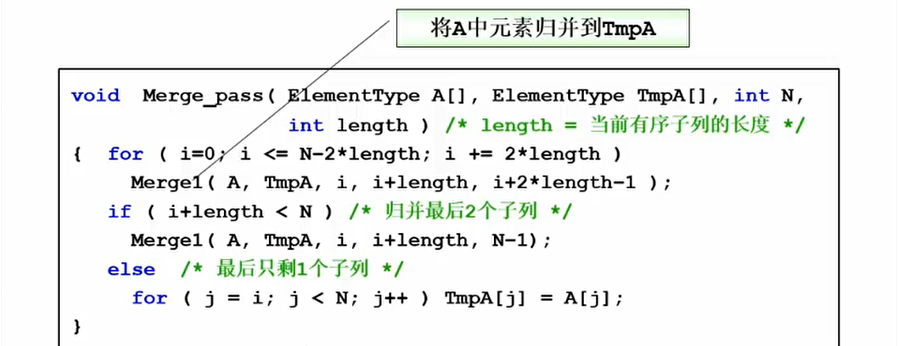 将A中元素归并到TmpA
void Merge_pass( ElementType A[], ElementType TmpA[], int N,
int length ) /* length = 当前有序子列的长度 */
{ for ( i=0; i <= N-2*length; i += 2*length )
Merge1( A, TmpA, i, i+length, i+2*length-1 );
if ( i+length < N ) /* 归并最后2个子列 */
Merge1( A, TmpA, i, i+length, N-1);
else /* 最后只剩1个子列 */
for ( j = i; j < N; j++ ) TmpA[j] = A[j];
}